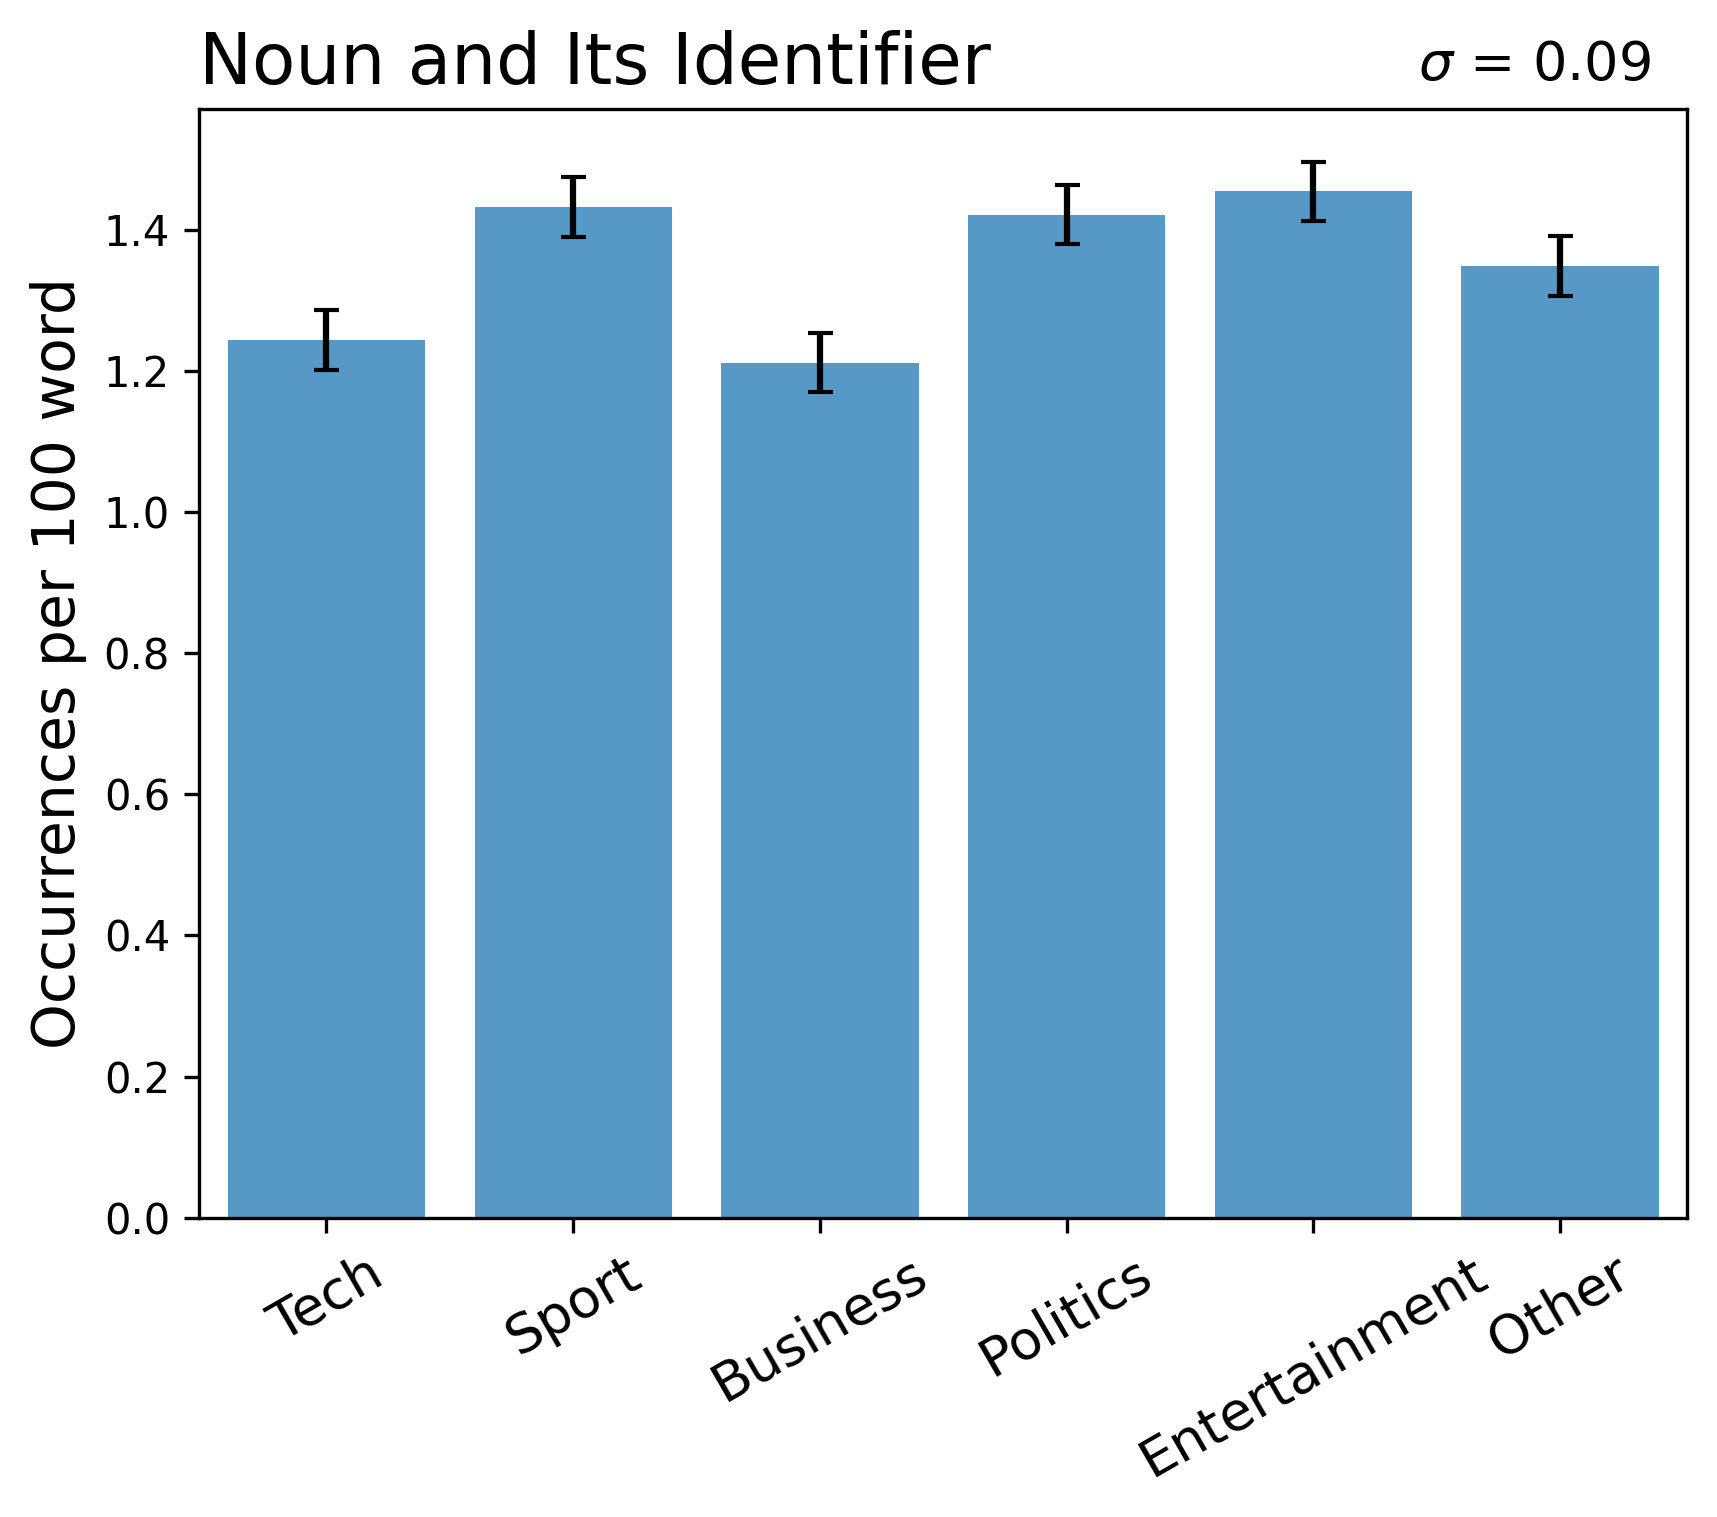 Noun and Its Identifier
σ = 0.09
Occurrences per 100 word
1.4
1.2
1.0
0.8
0.6
0.4
0.2
0.0
Tech
Sport
Business
Politics
Entertainment
Other